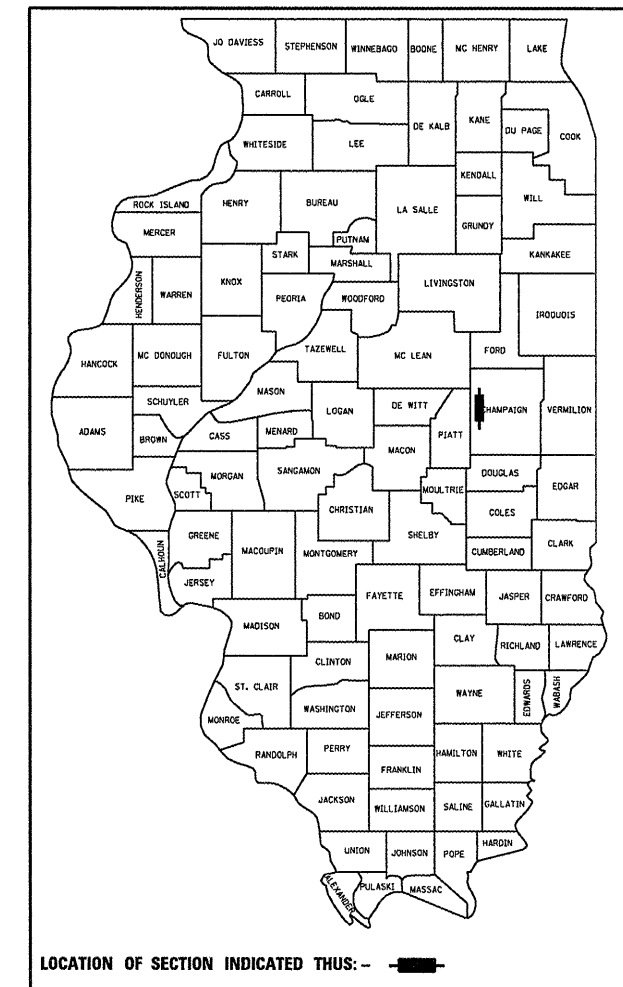 JO DAVIESS STEPHENSON WINNEBAGO BOONE MC HENRY LAKE
CARROLL OGLE DE KALB KANE DU PAGE COOK
WHITESIDE LEE
KENDALL WILL
ROCK ISLAND HENRY BUREAU LA SALLE GRUNDY
MERCER PUTNAM
STARK MARSHALL KANKAKEE
HENDERSON WARREN KNOX PEORIA WOODFORD LIVINGSTON IROQUOIS
HANCOCK MC DONOUGH FULTON TAZEWELL MC LEAN FORD
SCHUYLER MASON LOGAN DE WITT CHAMPAIGN VERMILION
ADAMS BROWN CASS MENARD PIATT
MACON
PIKE SCOTT MORGAN SANGAMON MOULTRIE DOUGLAS EDGAR
CHRISTIAN COLES
CALHOUN GREENE MACOUPIN MONTGOMERY SHELBY CUMBERLAND CLARK
JERSEY
FAYETTE EFFINGHAM JASPER CRAWFORD
MADISON BOND
CLAY RICHLAND LAWRENCE
CLINTON MARION
ST. CLAIR WAYNE EDWARDS WABASH
MONROE WASHINGTON JEFFERSON
RANDOLPH PERRY HAMILTON WHITE
FRANKLIN
JACKSON WILLIAMSON SALINE GALLATIN
UNION JOHNSON POPE HARDIN
ALEXANDER PULASKI MASSAC
LOCATION OF SECTION INDICATED THUS: -